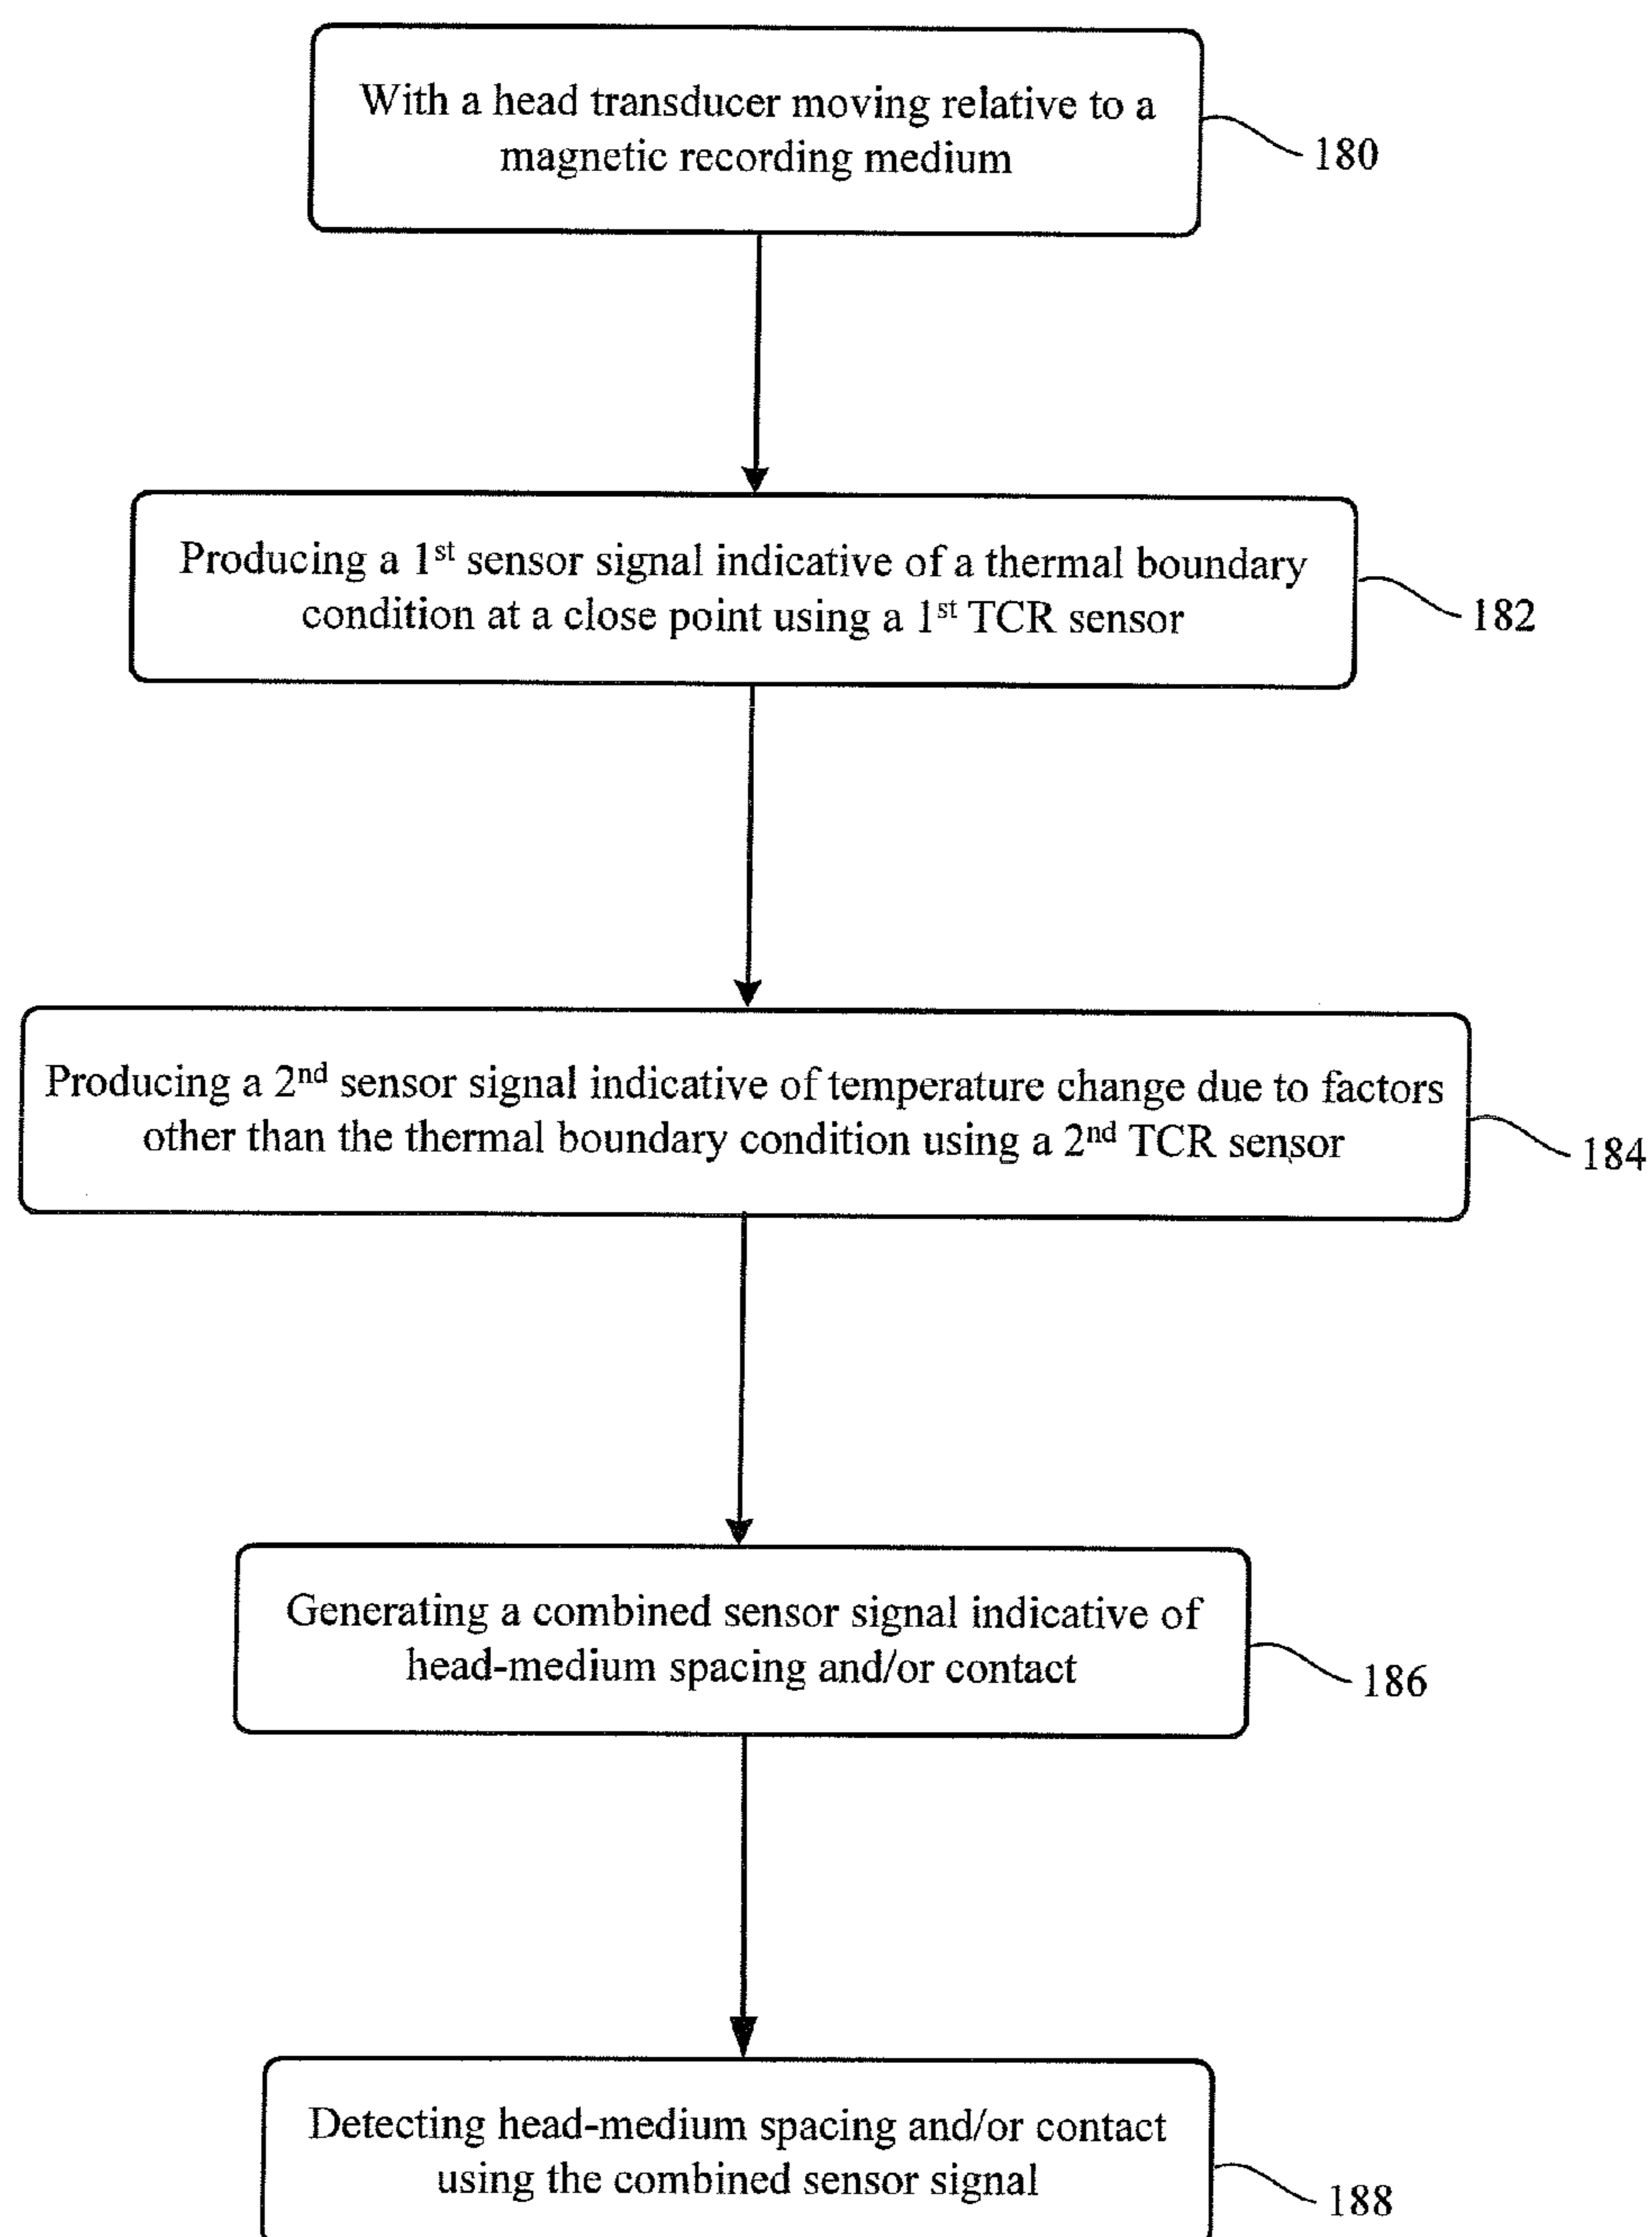 With a head transducer moving relative to a
magnetic recording medium
180
Producing a 1st sensor signal indicative of a thermal boundary
condition at a close point using a 1st TCR sensor
182
Producing a 2nd sensor signal indicative of temperature change due to factors
other than the thermal boundary condition using a 2nd TCR sensor
184
Generating a combined sensor signal indicative of
head-medium spacing and/or contact
186
Detecting head-medium spacing and/or contact
using the combined sensor signal
188